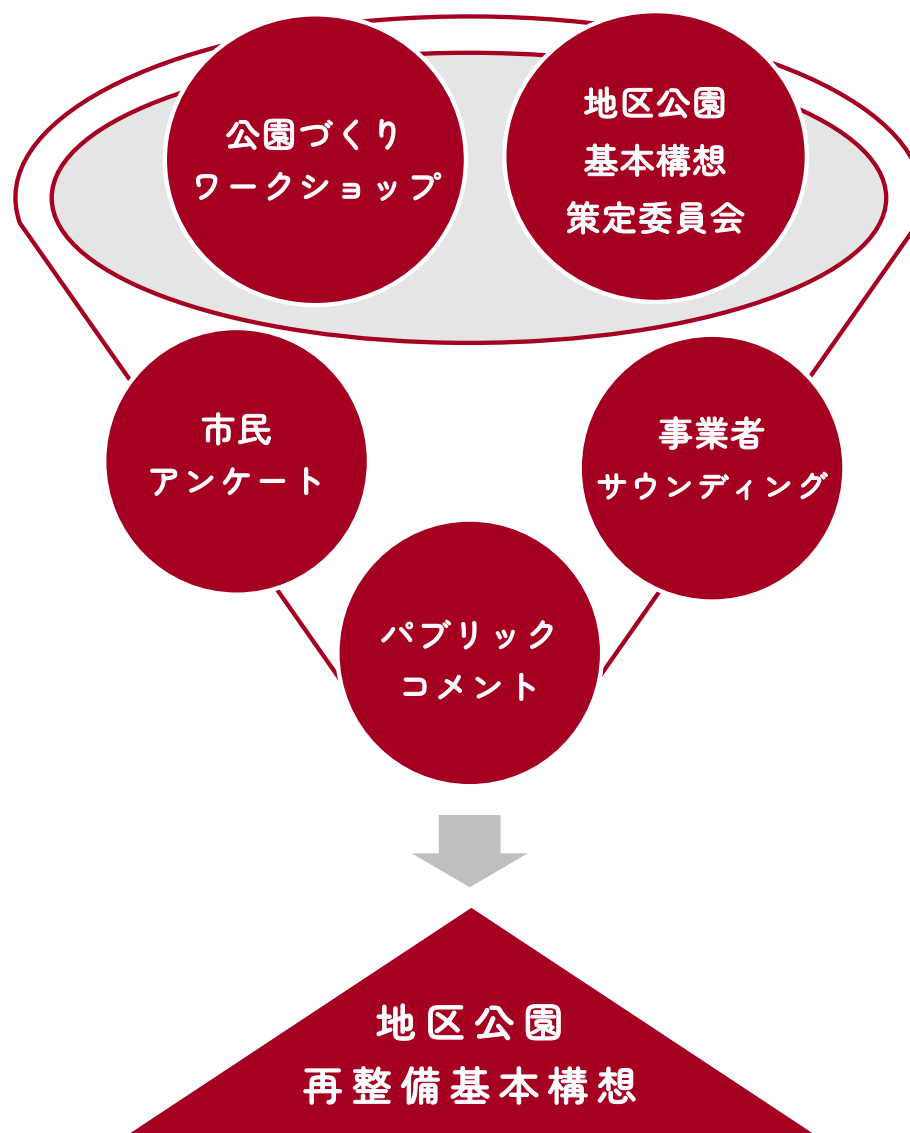 公園づくり
ワークショップ
地区公園
基本構想
策定委員会
市民
アンケート
事業者
サウンディング
パブリック
コメント
地区公園
再整備基本構想